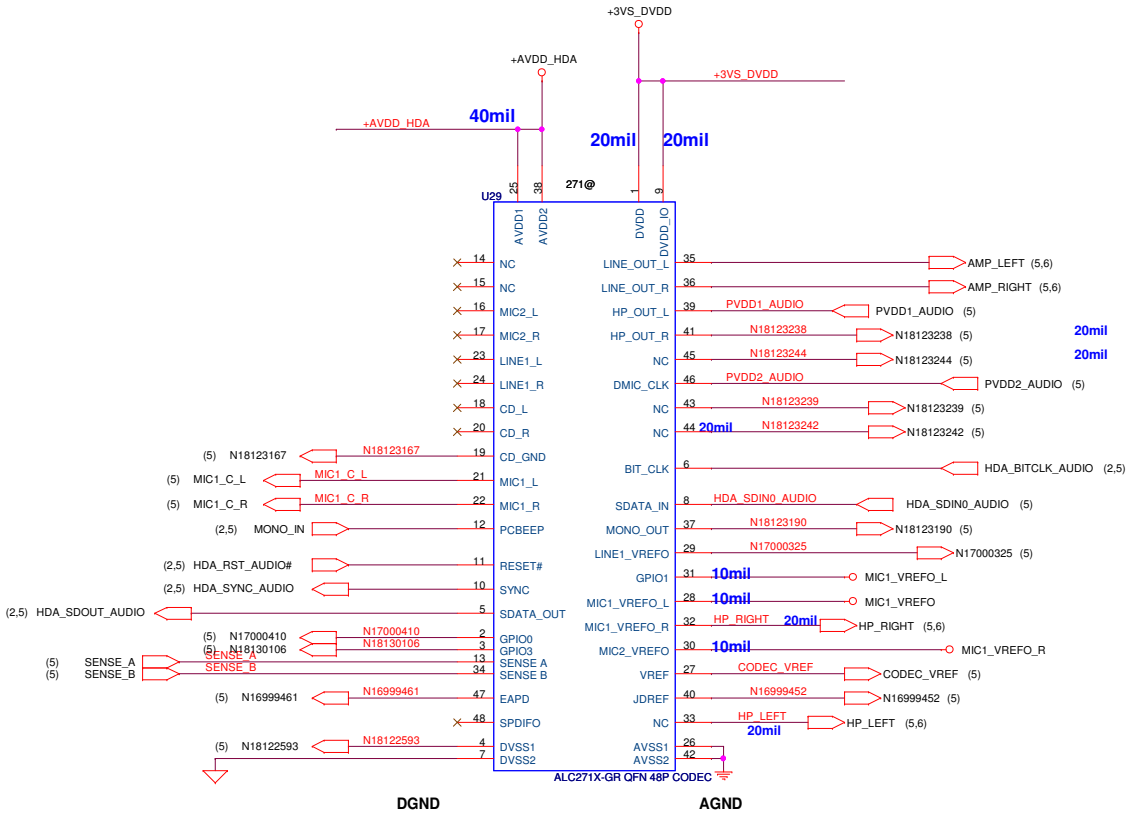 +3VS_DVDD
+AVDD_HDA
+3VS_DVDD
40mil
+AVDD_HDA
20mil 20mil
271@
U29
25 38 1 9
AVDD1 AVDD2 DVDD DVDD_IO
14 NC LINE_OUT_L 35 AMP_LEFT (5,6)
15 NC LINE_OUT_R 36 AMP_RIGHT (5,6)
16 MIC2_L HP_OUT_L 39 PVDD1_AUDIO PVDD1_AUDIO (5)
17 MIC2_R HP_OUT_R 41 N18123238 N18123238 (5) 20mil
23 LINE1_L NC 45 N18123244 N18123244 (5) 20mil
24 LINE1_R DMIC_CLK 46 PVDD2_AUDIO PVDD2_AUDIO (5)
18 CD_L NC 43 N18123239 N18123239 (5)
20 CD_R NC 44 20mil N18123242 N18123242 (5)
(5) N18123167 N18123167 19 CD_GND
BIT_CLK 6 HDA_BITCLK_AUDIO (2,5)
(5) MIC1_C_L MIC1_C_L 21 MIC1_L
(5) MIC1_C_R MIC1_C_R 22 MIC1_R SDATA_IN 8 HDA_SDIN0_AUDIO HDA_SDIN0_AUDIO (5)
(2,5) MONO_IN 12 PCBEEP MONO_OUT 37 N18123190 N18123190 (5)
LINE1_VREFO 29 N17000325 N17000325 (5)
(2,5) HDA_RST_AUDIO# 11 RESET#
GPIO1 31 10mil MIC1_VREFO_L
(2,5) HDA_SYNC_AUDIO 10 SYNC
MIC1_VREFO_L 28 10mil MIC1_VREFO
(2,5) HDA_SDOUT_AUDIO 5 SDATA_OUT
MIC1_VREFO_R 32 HP_RIGHT 20mil HP_RIGHT (5,6)
(5) N17000410 N17000410 2 GPIO0
(5) N18130106 N18130106 3 GPIO3 MIC2_VREFO 30 10mil MIC1_VREFO_R
(5) SENSE_A SENSE_A 13 SENSE A
(5) SENSE_B SENSE_B 34 SENSE B VREF 27 CODEC_VREF CODEC_VREF (5)
(5) N16999461 N16999461 47 EAPD JDREF 40 N16999452 N16999452 (5)
48 SPDIFO NC 33 HP_LEFT HP_LEFT (5,6)
20mil
(5) N18122593 N18122593 4 DVSS1 AVSS1 26
7 DVSS2 AVSS2 42
ALC271X-GR QFN 48P CODEC
DGND AGND